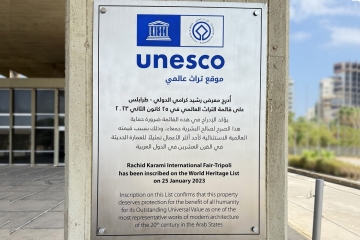 unesco
موقع تراث عالمي
أُدرج معرض رشيد كرامي الدولي - طرابلس
على قائمة التراث العالمي في ٢٥ كانون الثاني ٢٠٢٣
يؤكد الإدراج في هذه القائمة ضرورة حماية
هذا الصرح لصالح البشرية جمعاء، وذلك بسبب قيمته
العالمية الاستثنائية كأحد أكثر الأعمال تمثيلاً للعمارة الحديثة
في القرن العشرين في الدول العربية
Rachid Karami International Fair-Tripoli
has been inscribed on the World Heritage List
on 25 January 2023
Inscription on this List confirms that this property
deserves protection for the benefit of all humanity
for its Outstanding Universal Value as one of the
most representative works of modern architecture
of the 20th century in the Arab States